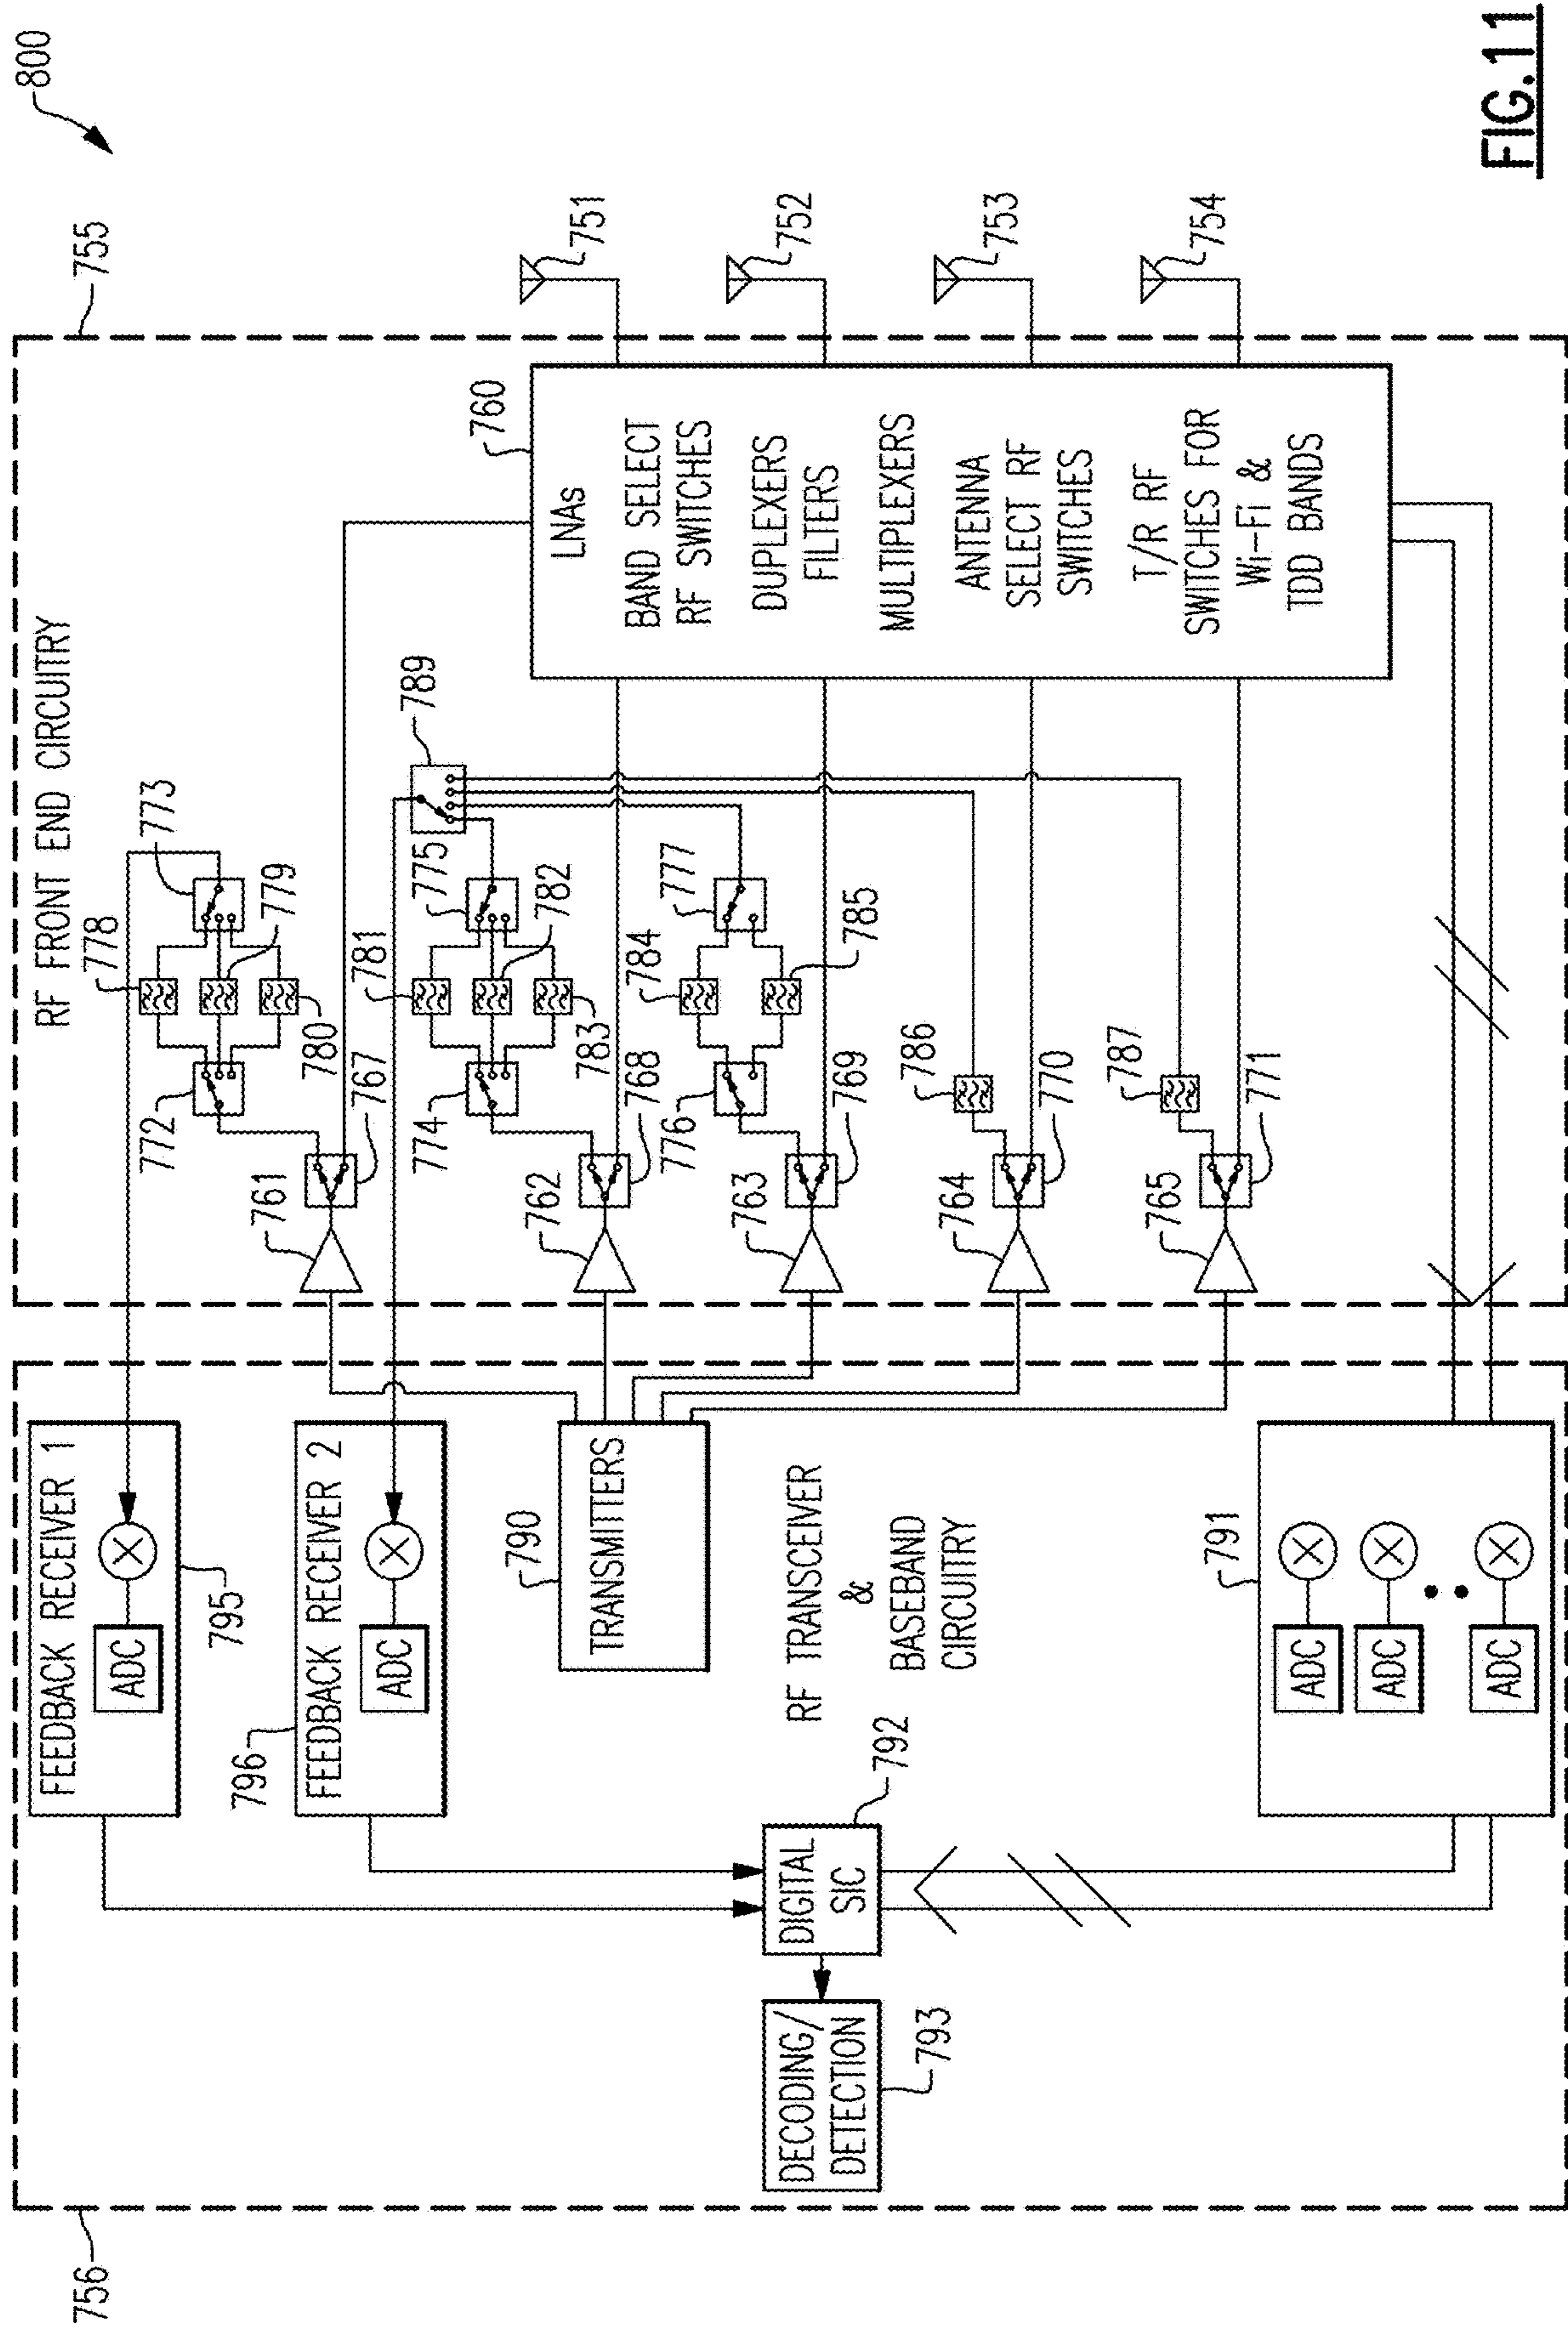 800
755
RF FRONT END CIRCUITRY
778
773
779
772
780
761
767
781
775
782
789
774
783
762
768
784
777
785
776
763
769
786
764
770
787
765
771
760
LNAs
BAND SELECT
RF SWITCHES
DUPLEXERS
FILTERS
MULTIPLEXERS
ANTENNA
SELECT RF
SWITCHES
T/R RF
SWITCHES FOR
Wi-Fi &
TDD BANDS
751
752
753
754
756
FEEDBACK RECEIVER 1
ADC
795
FEEDBACK RECEIVER 2
ADC
796
790
TRANSMITTERS
RF TRANSCEIVER
&
BASEBAND
CIRCUITRY
792
DIGITAL
SIC
DECODING/
DETECTION
793
791
ADC
ADC
ADC
FIG.11